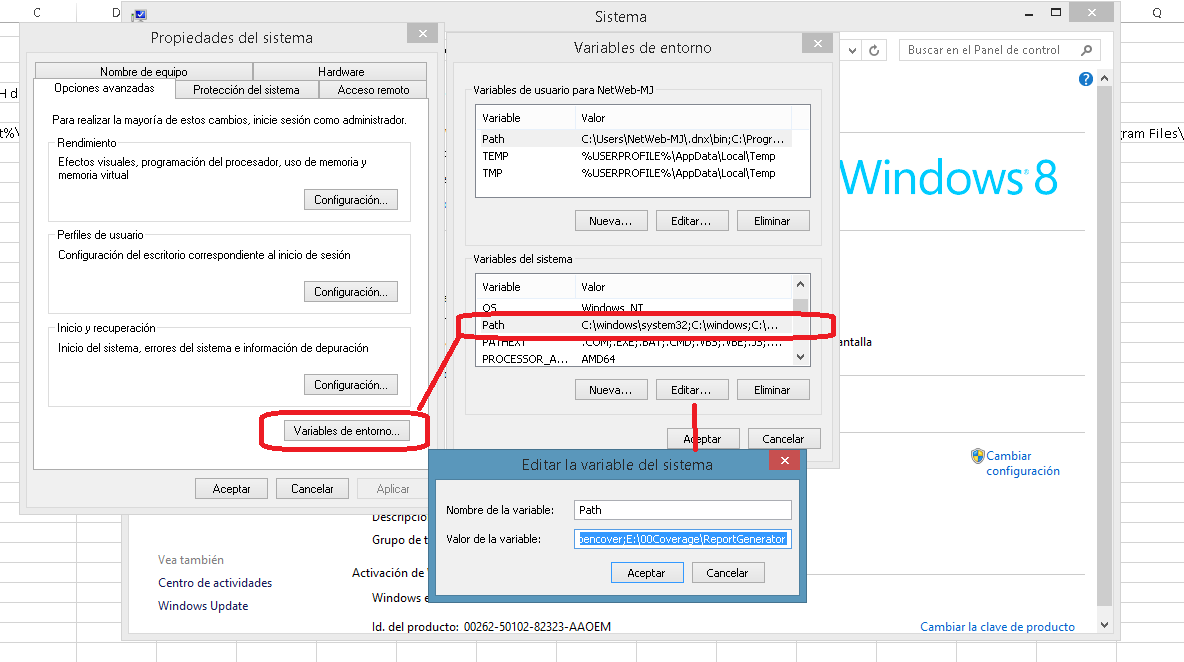 C
D
Q
Sistema
Propiedades del sistema
Nombre de equipo
Hardware
Opciones avanzadas
Protección del sistema
Acceso remoto
Para realizar la mayoría de estos cambios, inicie sesión como administrador.
Rendimiento
Efectos visuales, programación del procesador, uso de memoria y
memoria virtual
Configuración...
Perfiles de usuario
Configuración del escritorio correspondiente al inicio de sesión
Configuración...
Inicio y recuperación
Inicio del sistema, errores del sistema e información de depuración
Configuración...
Variables de entorno...
Aceptar
Cancelar
Aplicar
Variables de entorno
Variables de usuario para NetWeb-MJ
Variable Valor
Path C:\Users\NetWeb-MJ\.dnx\bin;C:\Progr...
TEMP %USERPROFILE%\AppData\Local\Temp
TMP %USERPROFILE%\AppData\Local\Temp
Nueva...
Editar...
Eliminar
Variables del sistema
Variable Valor
OS Windows_NT
Path C:\windows\system32;C:\windows;C:\...
PATHEXT .COM;.EXE;.BAT;.CMD;.VBS;.VBE;.JS;....
PROCESSOR_A... AMD64
Nueva...
Editar...
Eliminar
Aceptar
Cancelar
Editar la variable del sistema
Nombre de la variable: Path
Valor de la variable: pencover;E:\00Coverage\ReportGenerator
Aceptar
Cancelar
Buscar en el Panel de control
H d
t%\
gram Files\
Windows 8
antalla
Cambiar
configuración
Descripció
Grupo de t
Activación de
Windows e
Id. del producto: 00262-50102-82323-AAOEM
Cambiar la clave de producto
Vea también
Centro de actividades
Windows Update